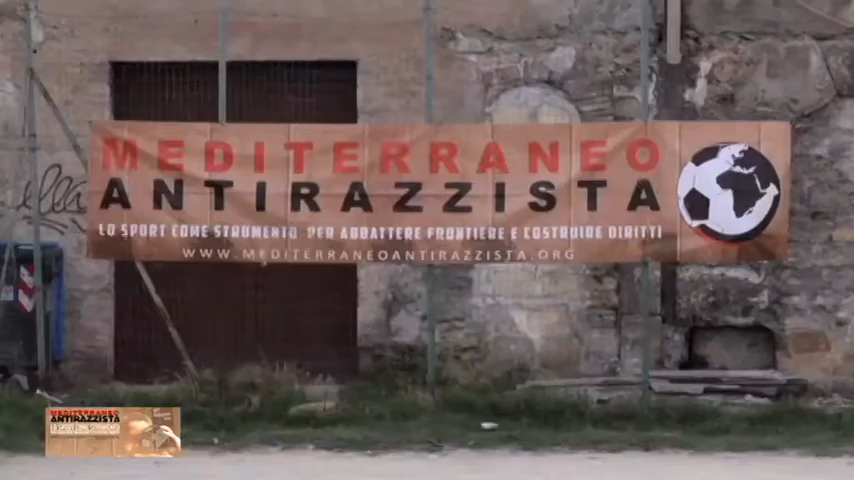 MEDITERRANEO
ANTIRAZZISTA
LO SPORT COME STRUMENTO PER ABBATTERE FRONTIERE E COSTRUIRE DIRITTI
WWW.MEDITERRANEOANTIRAZZISTA.ORG
MEDITERRANEO
ANTIRAZZISTA